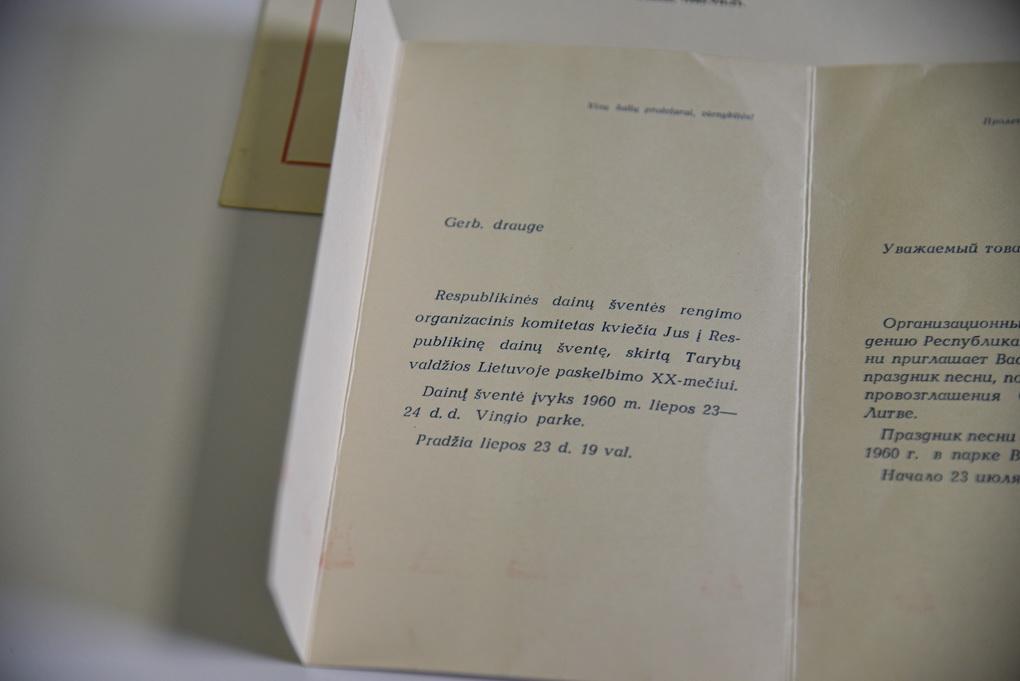 Visų šalių proletarai, vienykitės!
Gerb. drauge
Respublikinės dainų šventės rengimo
organizacinis komitetas kviečia Jus į Res-
publikinę dainų šventę, skirtą Tarybų
valdžios Lietuvoje paskelbimo XX-mečiui.
Dainų šventė įvyks 1960 m. liepos 23—
24 d.d. Vingio parke.
Pradžia liepos 23 d. 19 val.
Пролет
Уважаемый това
Организационны
дению Республика
ни приглашает Вас
праздник песни, по
провозглашения
Литве.
Праздник песни
1960 г. в парке В
Начало 23 июля